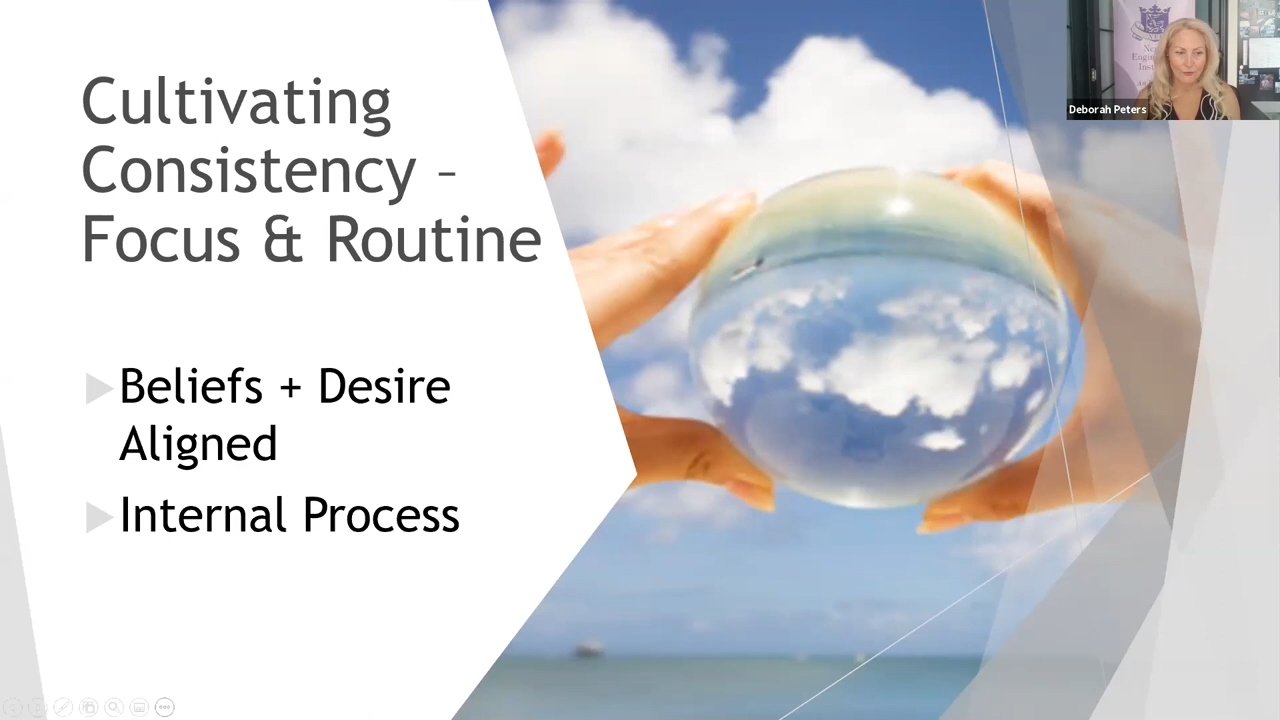 Cultivating
Consistency –
Focus & Routine
Beliefs + Desire
Aligned
Internal Process
Deborah Peters